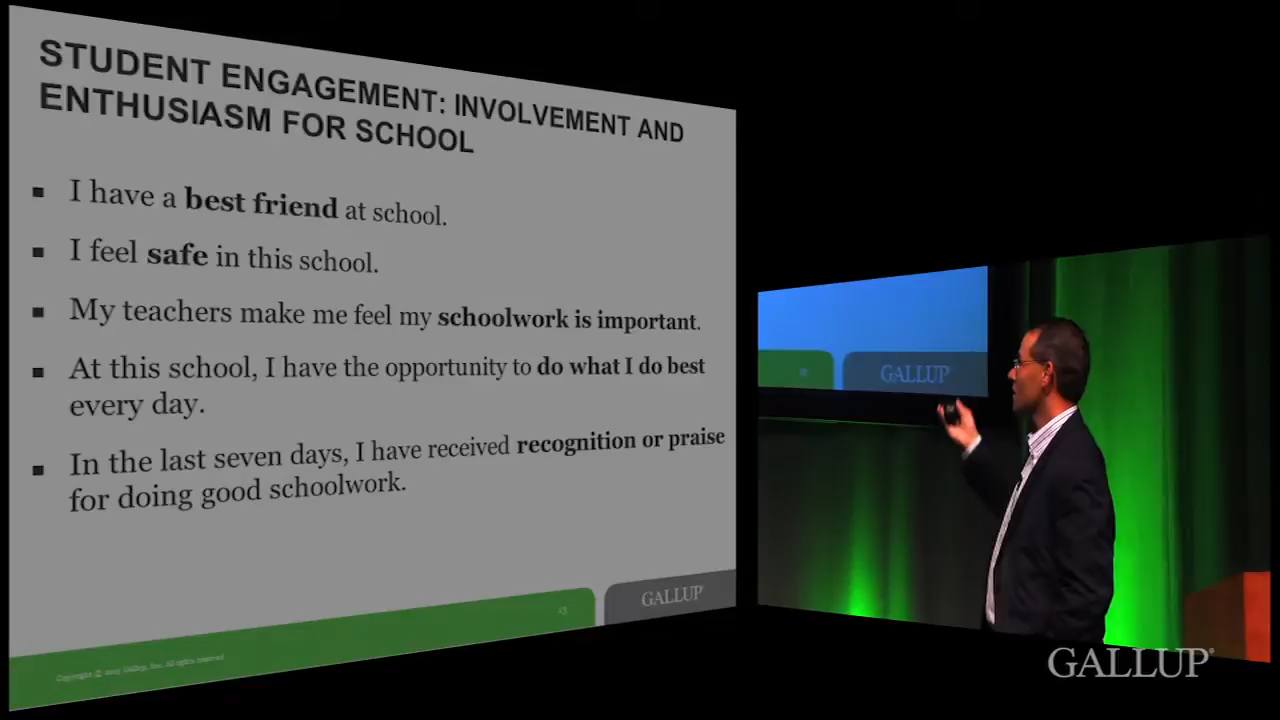 STUDENT ENGAGEMENT: INVOLVEMENT AND
ENTHUSIASM FOR SCHOOL
▪ I have a best friend at school.
▪ I feel safe in this school.
▪ My teachers make me feel my schoolwork is important.
▪ At this school, I have the opportunity to do what I do best
every day.
▪ In the last seven days, I have received recognition or praise
for doing good schoolwork.
GALLUP®
GALLUP
GALLUP®